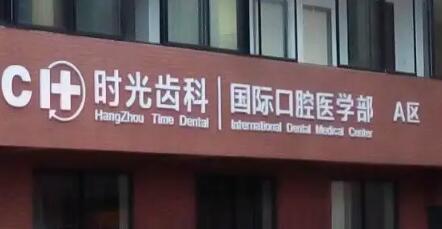 CH 时光齿科 国际口腔医学部 A区
HangZhou Time Dental International Dental Medical Center